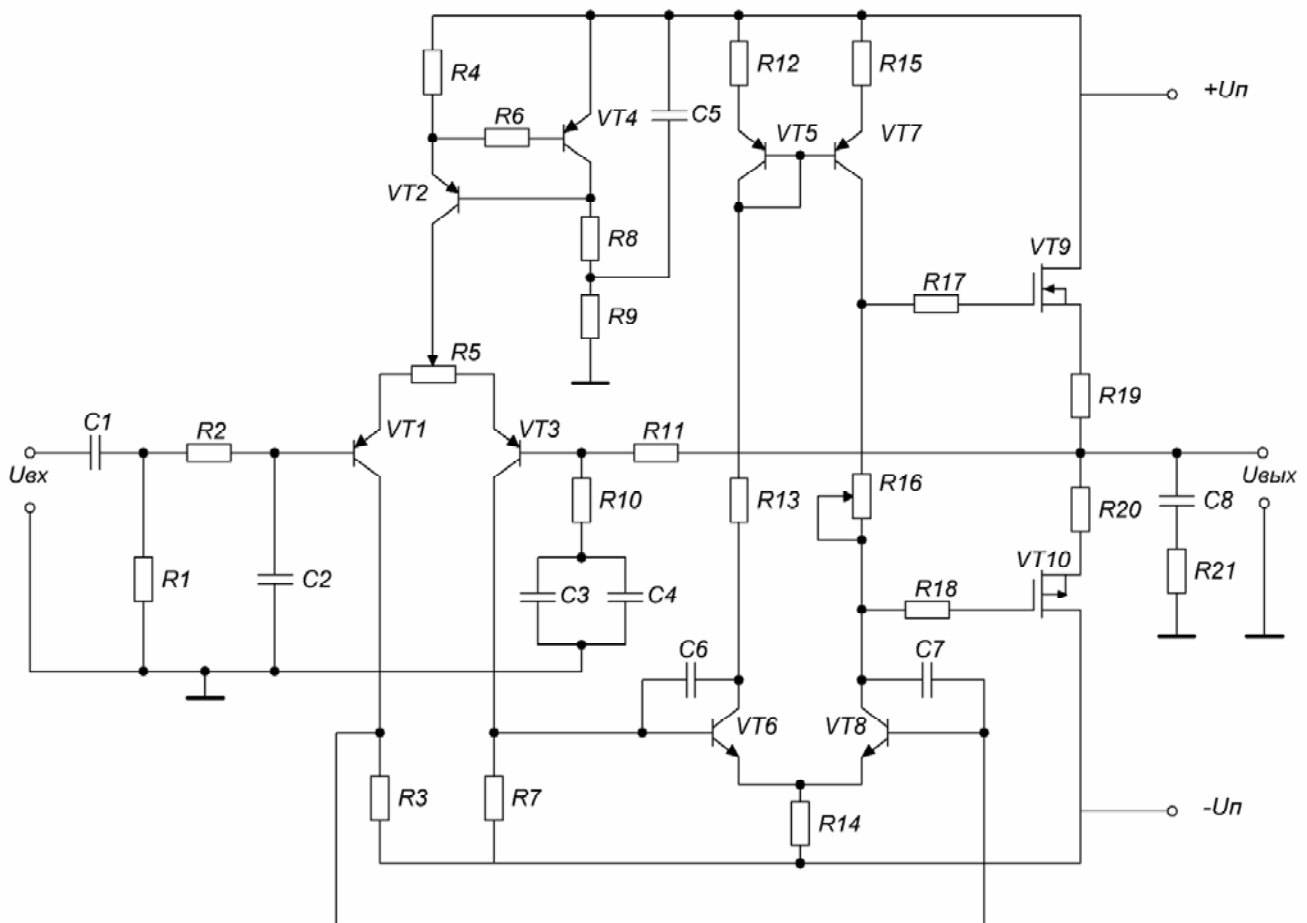 R4
R12
R15
+Uп
R6
VT4
C5
VT5
VT7
VT2
R8
VT9
R17
R9
R5
R19
C1
R2
VT1
VT3
R11
Uвх
Uвых
R10
R13
R16
R20
C8
VT10
R1
C2
C3
C4
R18
R21
C6
C7
VT6
VT8
R3
R7
R14
-Uп